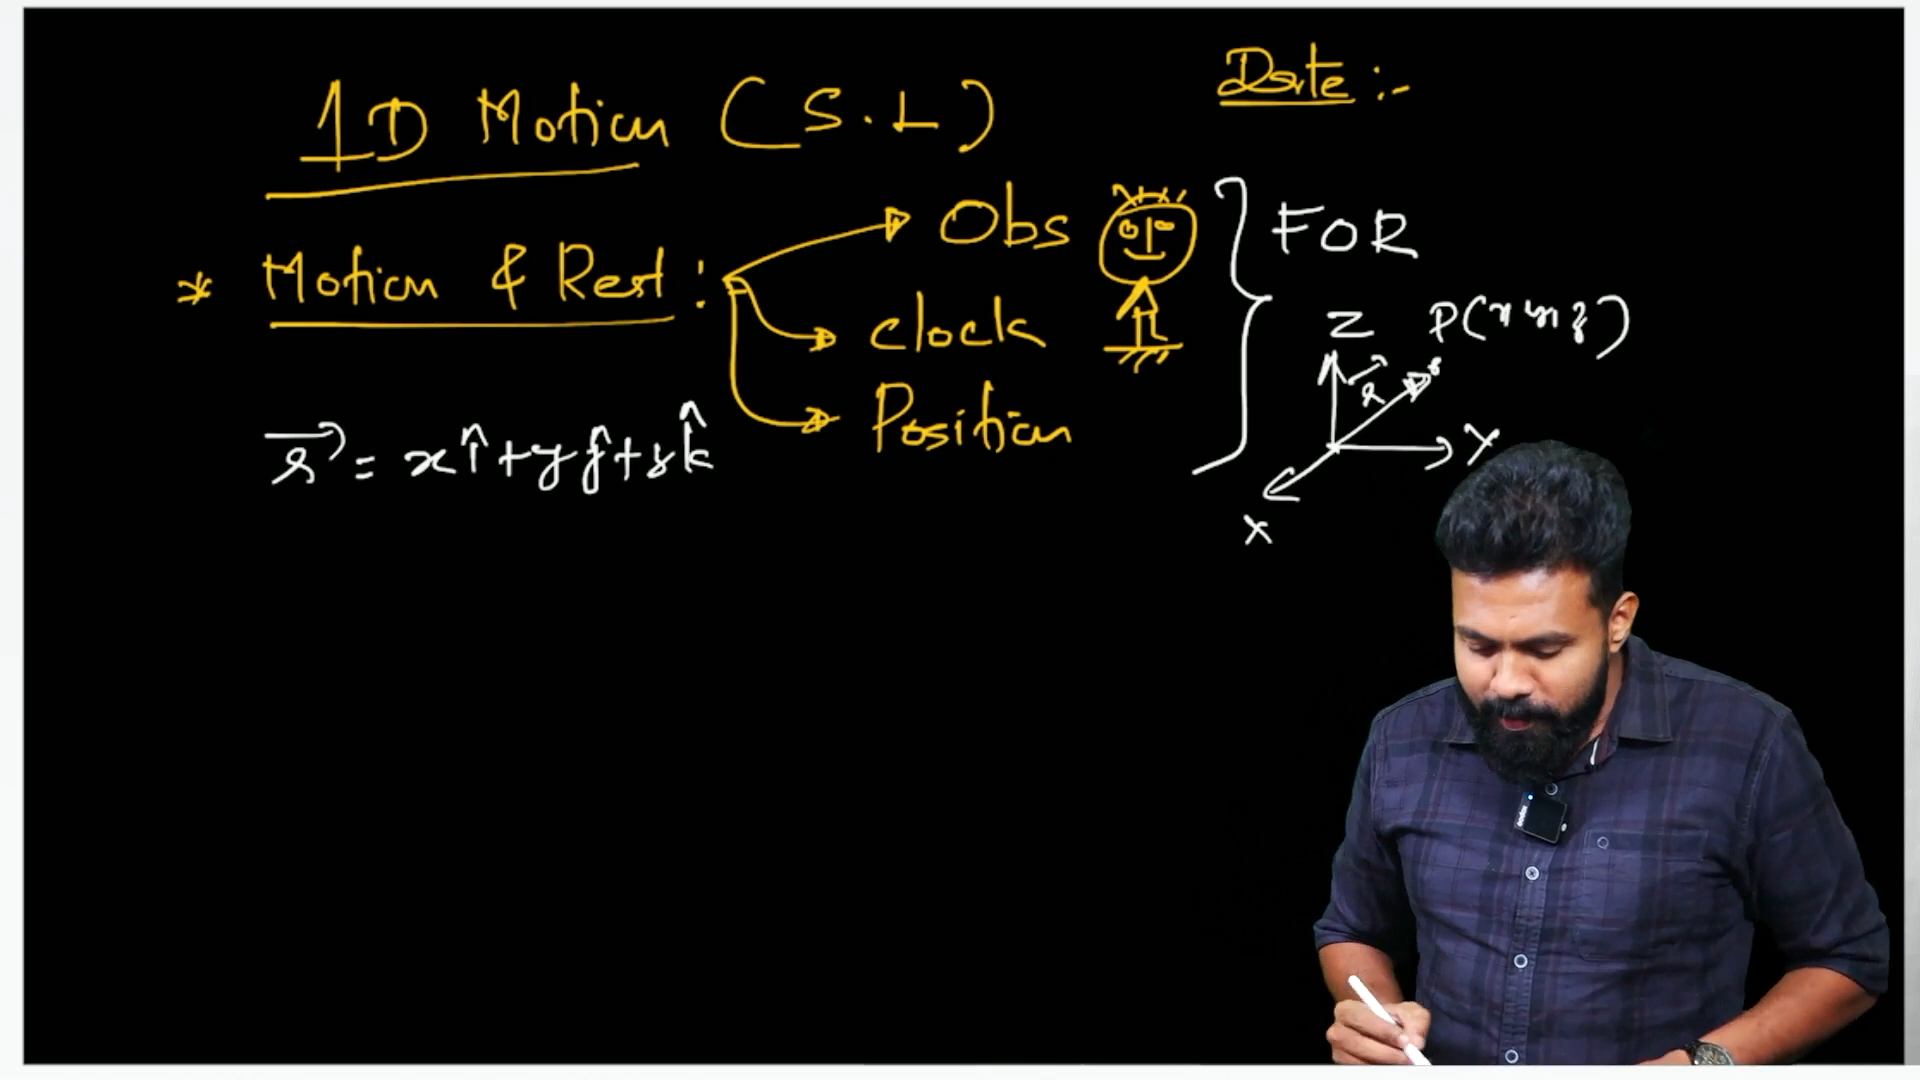 Date :-
1D Motion (S.L)
* Motion & Rest :
Obs
clock
Position
FOR
Z
P(x, y, z)
r⃗
Y
X
r⃗ = xî + yĵ + zk̂